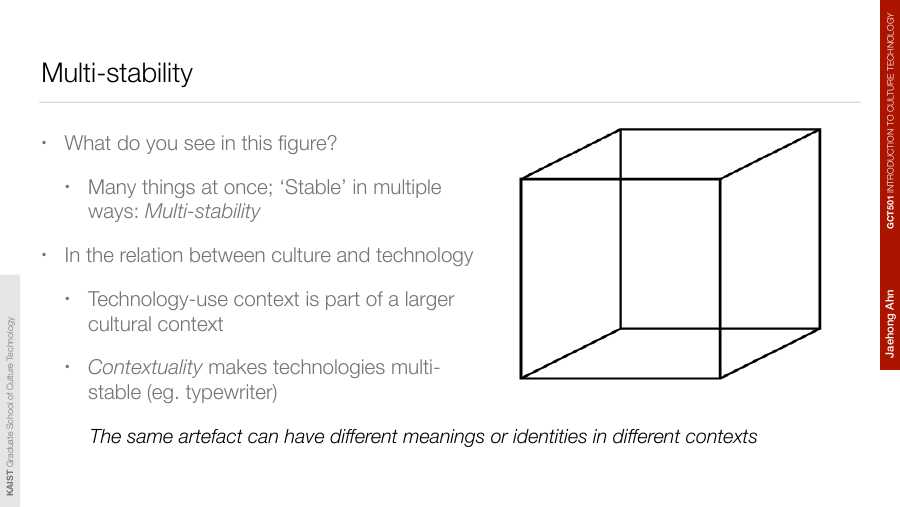 Multi-stability
• What do you see in this figure?
• Many things at once; ‘Stable’ in multiple
ways: Multi-stability
• In the relation between culture and technology
• Technology-use context is part of a larger
cultural context
• Contextuality makes technologies multi-
stable (eg. typewriter)
The same artefact can have different meanings or identities in different contexts
KAIST Graduate School of Culture Technology
GCT501 INTRODUCTION TO CULTURE TECHNOLOGY
Jaehong Ahn